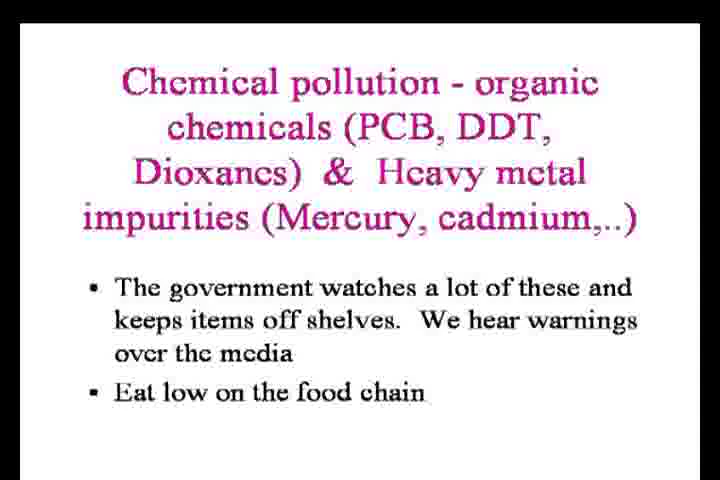 Chemical pollution - organic
chemicals (PCB, DDT,
Dioxanes) & Heavy metal
impurities (Mercury, cadmium,..)
• The government watches a lot of these and
keeps items off shelves. We hear warnings
over the media
• Eat low on the food chain